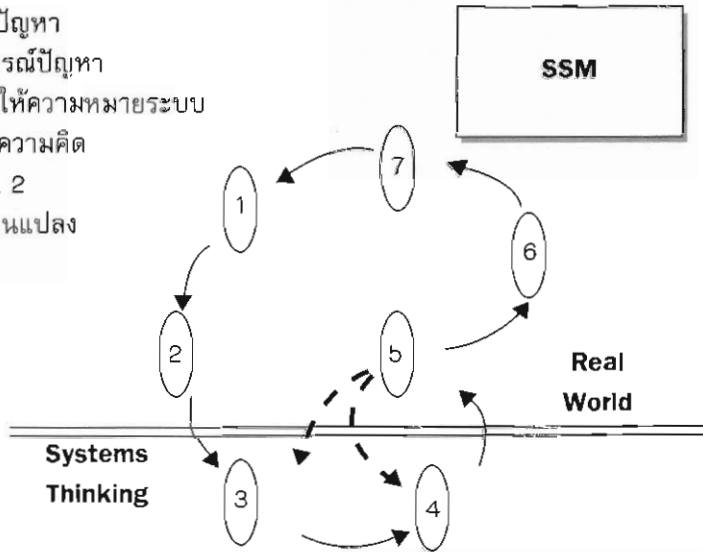 ปัญหา
รณ์ปัญหา
ให้ความหมายระบบ
ความคิด
2
นแปลง
SSM
7
1
6
2
5
Real
World
Systems
Thinking
3
4